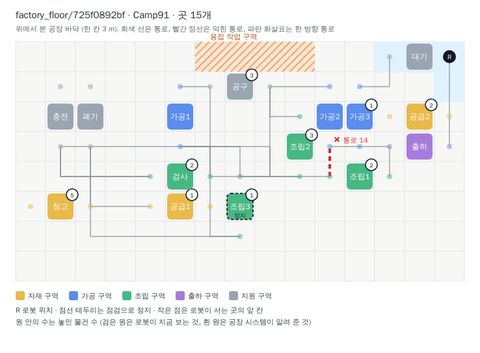 factory_floor/725f0892bf · Camp91 · 곳 15개
위에서 본 공장 바닥 (한 칸 3 m). 회색 선은 통로, 빨간 점선은 막힌 통로, 파란 화살표는 한 방향 통로
용접 작업 구역
대기
R
공구
3
충전
폐기
가공1
가공2
가공3
1
공급2
2
조립2
3
✕ 통로 14
출하
검사
2
조립1
2
창고
5
공급1
1
조립3
1
정지
자재 구역
가공 구역
조립 구역
출하 구역
지원 구역
R 로봇 위치 · 점선 테두리는 점검으로 정지 · 작은 점은 로봇이 서는 곳의 앞 칸
원 안의 수는 놓인 물건 수 (검은 원은 로봇이 지금 보는 것, 흰 원은 공장 시스템이 알려 준 것)